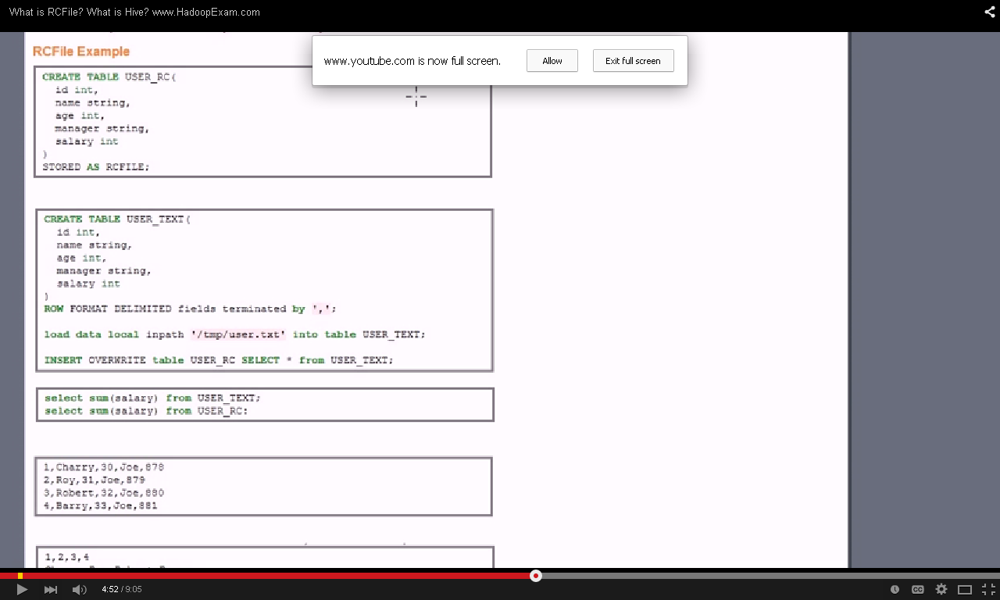 What is RCFile? What is Hive? www.HadoopExam.com
www.youtube.com is now full screen.
Allow
Exit full screen
RCFile Example
CREATE TABLE USER_RC(
id int,
name string,
age int,
manager string,
salary int
)
STORED AS RCFILE;
CREATE TABLE USER_TEXT(
id int,
name string,
age int,
manager string,
salary int
)
ROW FORMAT DELIMITED fields terminated by ',';
load data local inpath '/tmp/user.txt' into table USER_TEXT;
INSERT OVERWRITE table USER_RC SELECT * from USER_TEXT;
select sum(salary) from USER_TEXT;
select sum(salary) from USER_RC:
1,Charry,30,Joe,878
2,Roy,31,Joe,879
3,Robert,32,Joe,880
4,Barry,33,Joe,881
1,2,3,4
4:52 / 9:05
CC